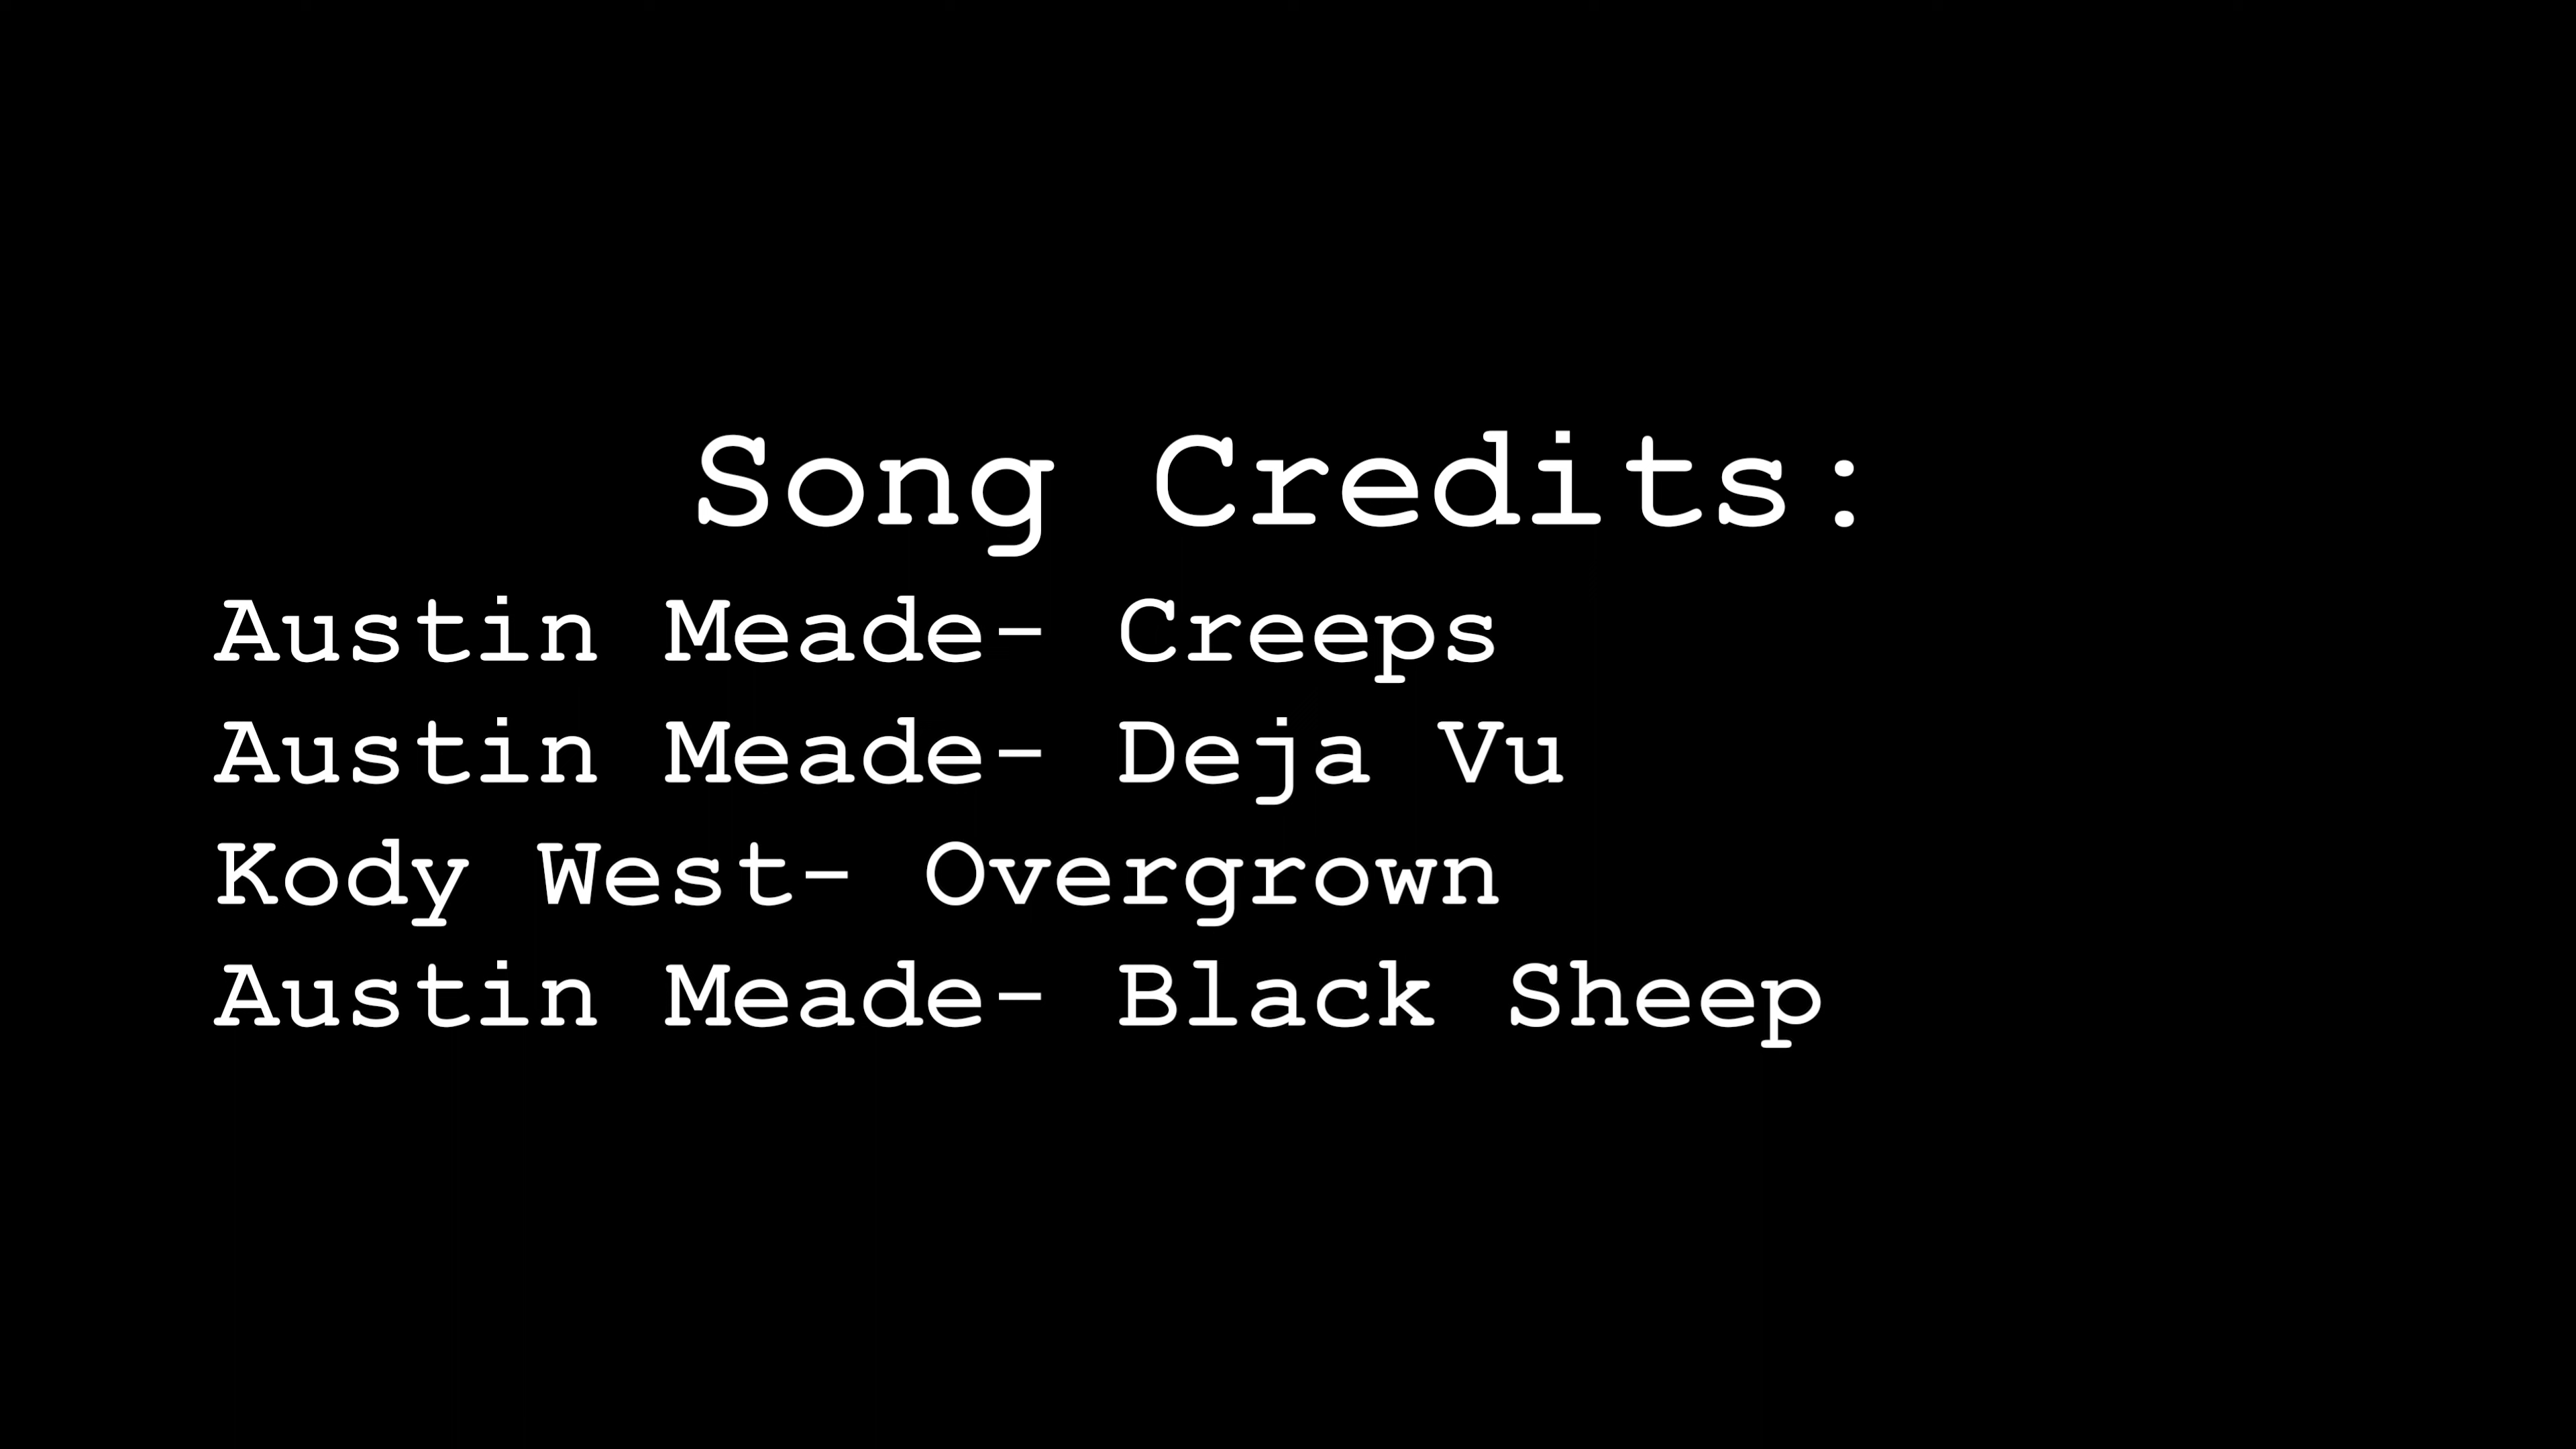 Song Credits:
Austin Meade- Creeps
Austin Meade- Deja Vu
Kody West- Overgrown
Austin Meade- Black Sheep